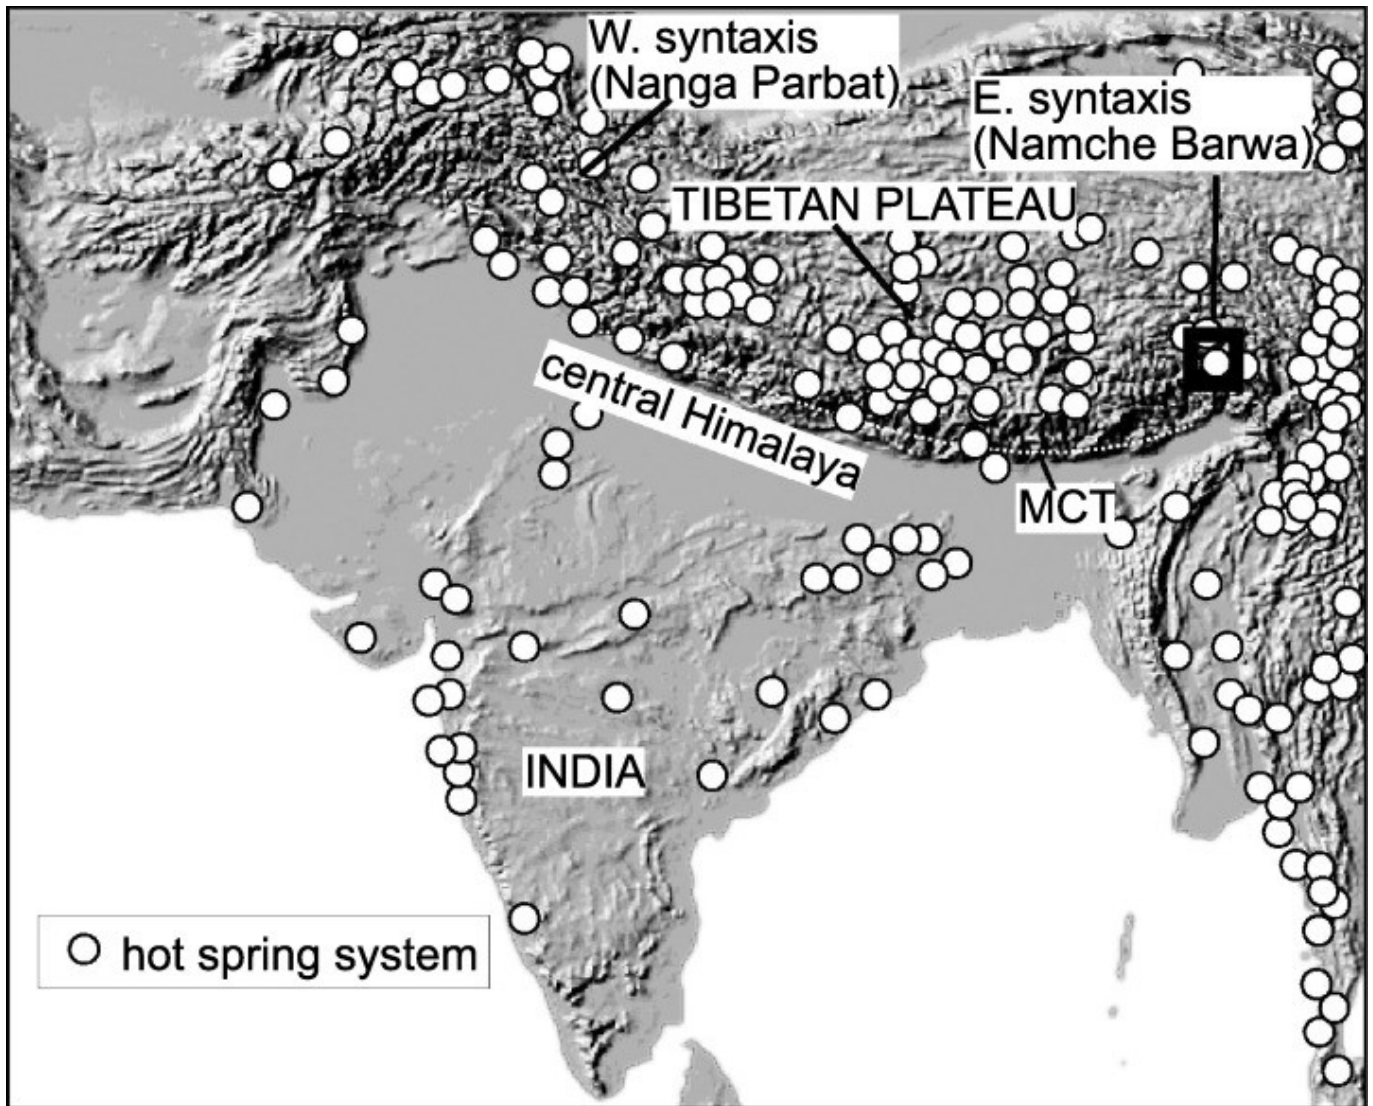 W. syntaxis
(Nanga Parbat)
E. syntaxis
(Namche Barwa)
TIBETAN PLATEAU
central Himalaya
MCT
INDIA
hot spring system